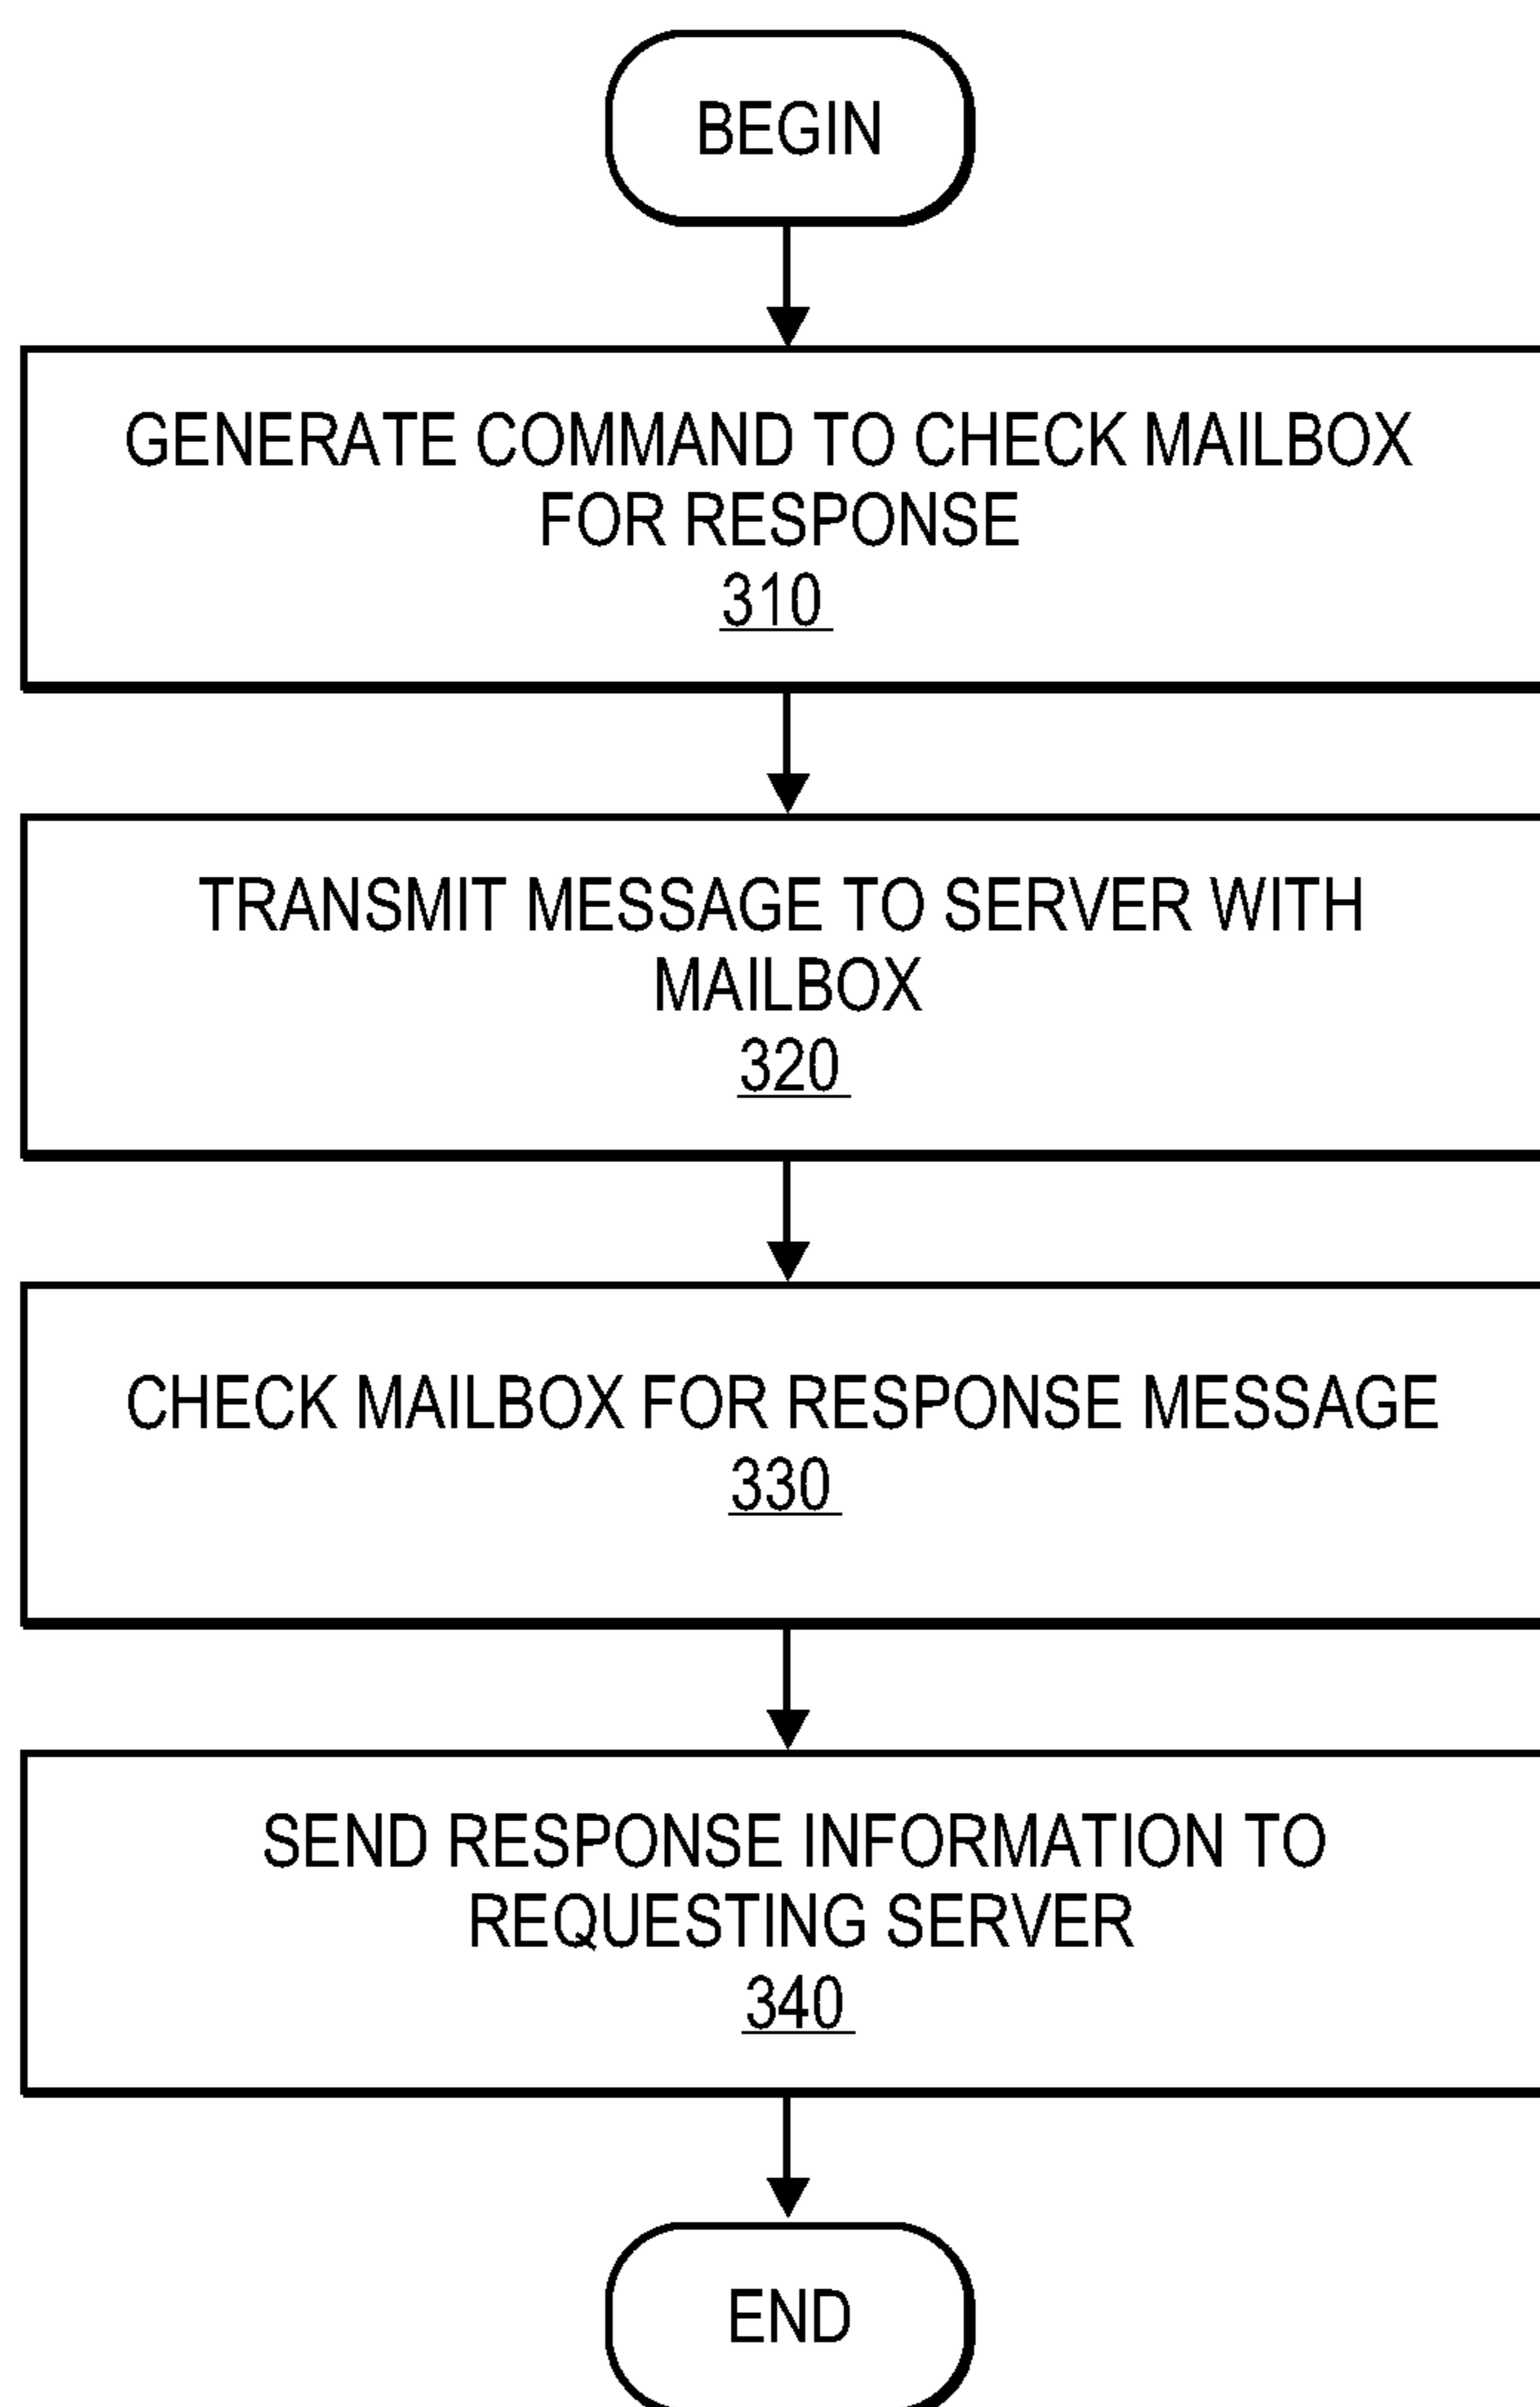 BEGIN
GENERATE COMMAND TO CHECK MAILBOX
FOR RESPONSE
310
TRANSMIT MESSAGE TO SERVER WITH
MAILBOX
320
CHECK MAILBOX FOR RESPONSE MESSAGE
330
SEND RESPONSE INFORMATION TO
REQUESTING SERVER
340
END